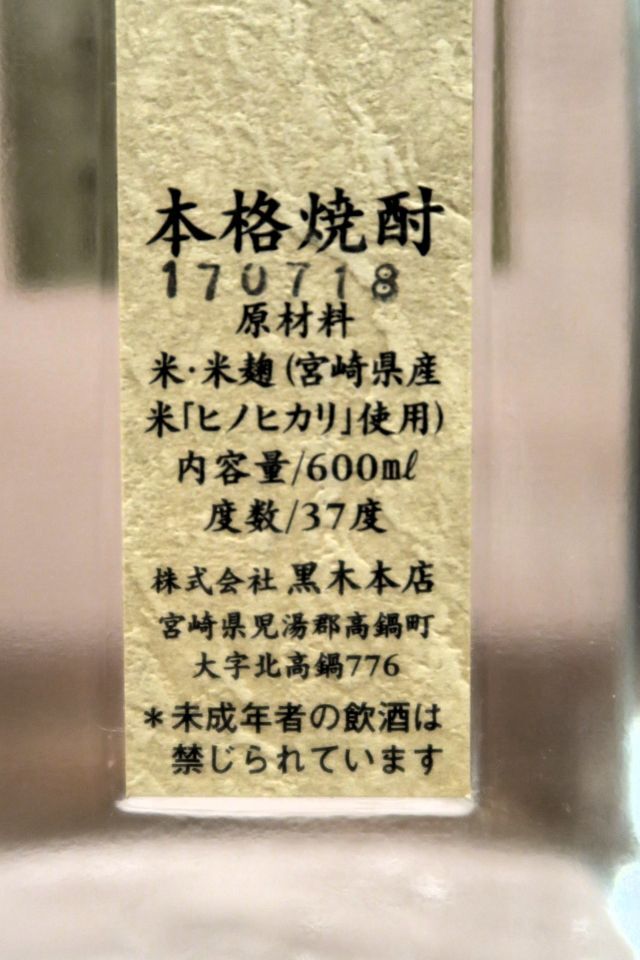 本格焼酎
170718
原材料
米・米麹(宮崎県産
米「ヒノヒカリ」使用)
内容量/600㎖
度数/37度
株式会社 黒木本店
宮崎県児湯郡高鍋町
大字北高鍋776
＊未成年者の飲酒は
禁じられています